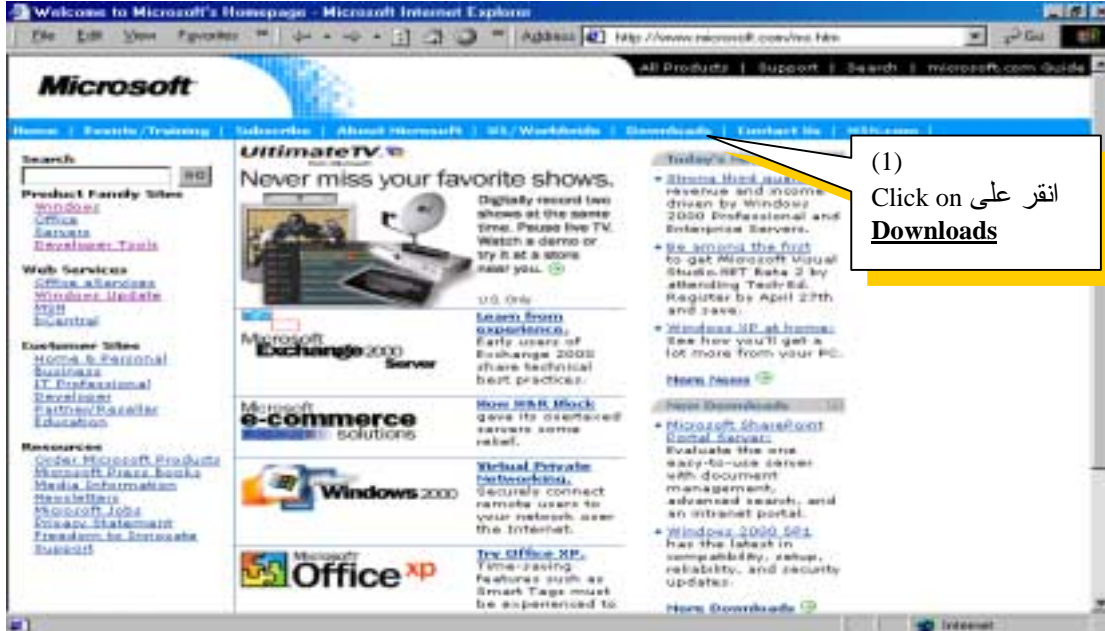 Welcome to Microsoft's Homepage - Microsoft Internet Explorer
File Edit View Favorites Address http://www.microsoft.com/ms.htm Go
All Products | Support | Search | microsoft.com Guide
Microsoft
Home | Events/Training | Subscribe | About Microsoft | US/Worldwide | Downloads | Contact Us | MSN.com |
Search
GO
Product Family Sites
Windows
Office
Servers
Developer Tools
Web Services
Office eServices
Windows Update
MSN
bCentral
Customer Sites
Home & Personal
Business
IT Professional
Developer
Partner/Reseller
Education
Resources
Order Microsoft Products
Microsoft Press Books
Media Information
Newsletters
Microsoft Jobs
Privacy Statement
Freedom to Innovate
Support
UltimateTV
from Microsoft
Never miss your favorite shows.
Digitally record two
shows at the same
time. Pause live TV.
Watch a demo or
try it at a store
near you.
U.S. Only
Microsoft
Exchange 2000
Server
Learn from
experience.
Early users of
Exchange 2000
share technical
best practices.
Microsoft
e-commerce
solutions
How H&R Block
gave its overtaxed
servers some
relief.
Windows 2000
Virtual Private
Networking.
Securely connect
remote users to
your network over
the Internet.
Microsoft
Office xp
Try Office XP.
Time-saving
features such as
Smart Tags must
be experienced to
Today's
• Strong third
revenue and income
driven by Windows
2000 Professional and
Enterprise Servers.
• Be among the first
to get Microsoft Visual
Studio.NET Beta 2 by
attending Tech·Ed.
Register by April 27th
and save.
• Windows XP at home:
See how you'll get a
lot more from your PC.
More News
New Downloads
• Microsoft SharePoint
Portal Server:
Evaluate the one
easy-to-use server
with document
management,
advanced search, and
an intranet portal.
• Windows 2000 SP1
has the latest in
compatibility, setup,
reliability, and security
updates.
More Downloads
(1)
Click on انقر على
Downloads
Internet